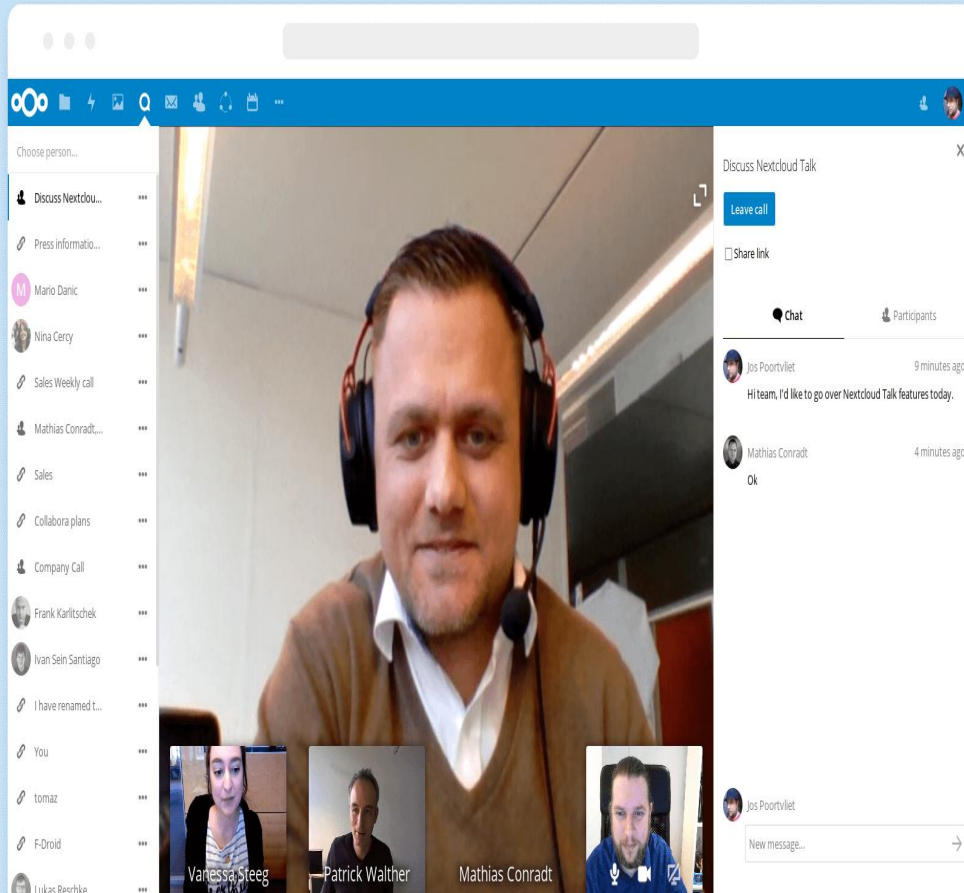 Choose person...
Discuss Nextclou...
Press informatio...
M
Mario Danic
Nina Cercy
Sales Weekly call
Mathias Conradt,...
Sales
Collabora plans
Company Call
Frank Karlitschek
Ivan Sein Santiago
I have renamed t...
You
tomaz
F-Droid
Lukas Reschke
Vanessa Steeg
Patrick Walther
Mathias Conradt
Discuss Nextcloud Talk
X
Leave call
Share link
Chat
Participants
Jos Poortvliet
9 minutes ago
Hi team, I'd like to go over Nextcloud Talk features today.
Mathias Conradt
4 minutes ago
Ok
Jos Poortvliet
New message...